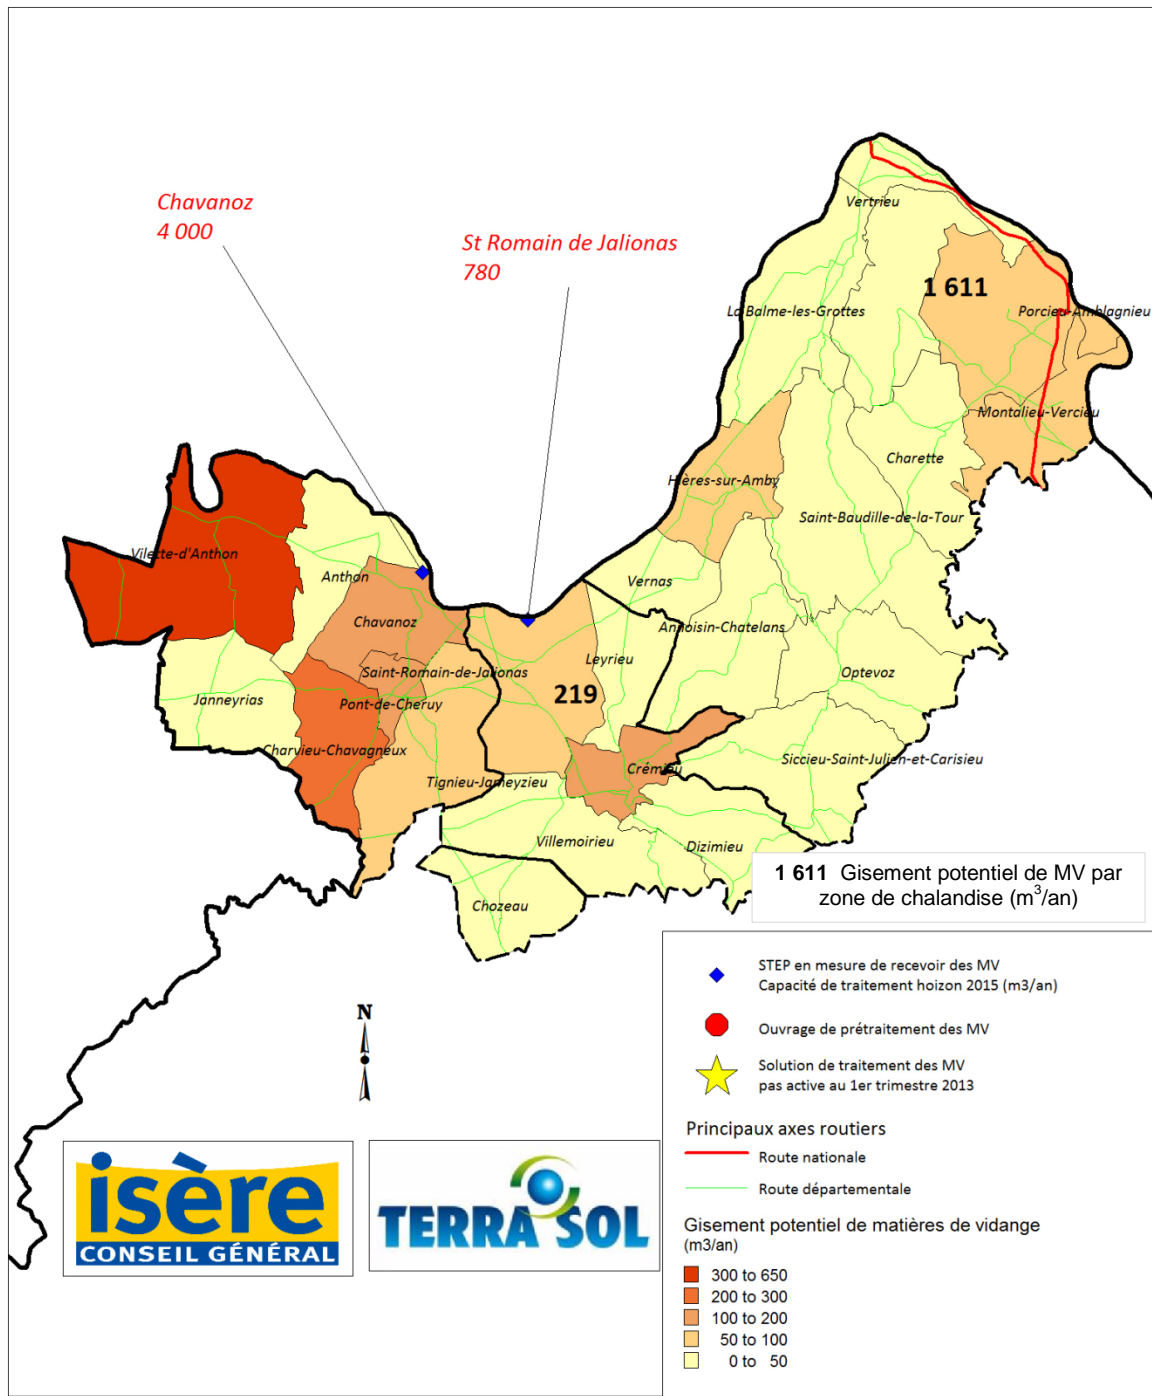 Chavanoz
4 000
St Romain de Jalionas
780
Vertrieu
1 611
La Balme-les-Grottes
Porcieu-Amblagnieu
Montalieu-Vercieu
Charette
Hières-sur-Amby
Saint-Baudille-de-la-Tour
Vilette-d'Anthon
Anthon
Vernas
Chavanoz
Annoisin-Chatelans
Leyrieu
Saint-Romain-de-Jalionas
Optevoz
Janneyrias
Pont-de-Cheruy
219
Charvieu-Chavagneux
Crémieu
Siccieu-Saint-Julien-et-Carisieu
Tignieu-Jameyzieu
Villemoirieu
Dizimieu
Chozeau
1 611 Gisement potentiel de MV par
zone de chalandise (m³/an)
STEP en mesure de recevoir des MV
Capacité de traitement hoizon 2015 (m3/an)
Ouvrage de prétraitement des MV
Solution de traitement des MV
pas active au 1er trimestre 2013
Principaux axes routiers
Route nationale
Route départementale
Gisement potentiel de matières de vidange
(m3/an)
300 to 650
200 to 300
100 to 200
50 to 100
0 to 50
N
isère
CONSEIL GÉNÉRAL
TERRA SOL